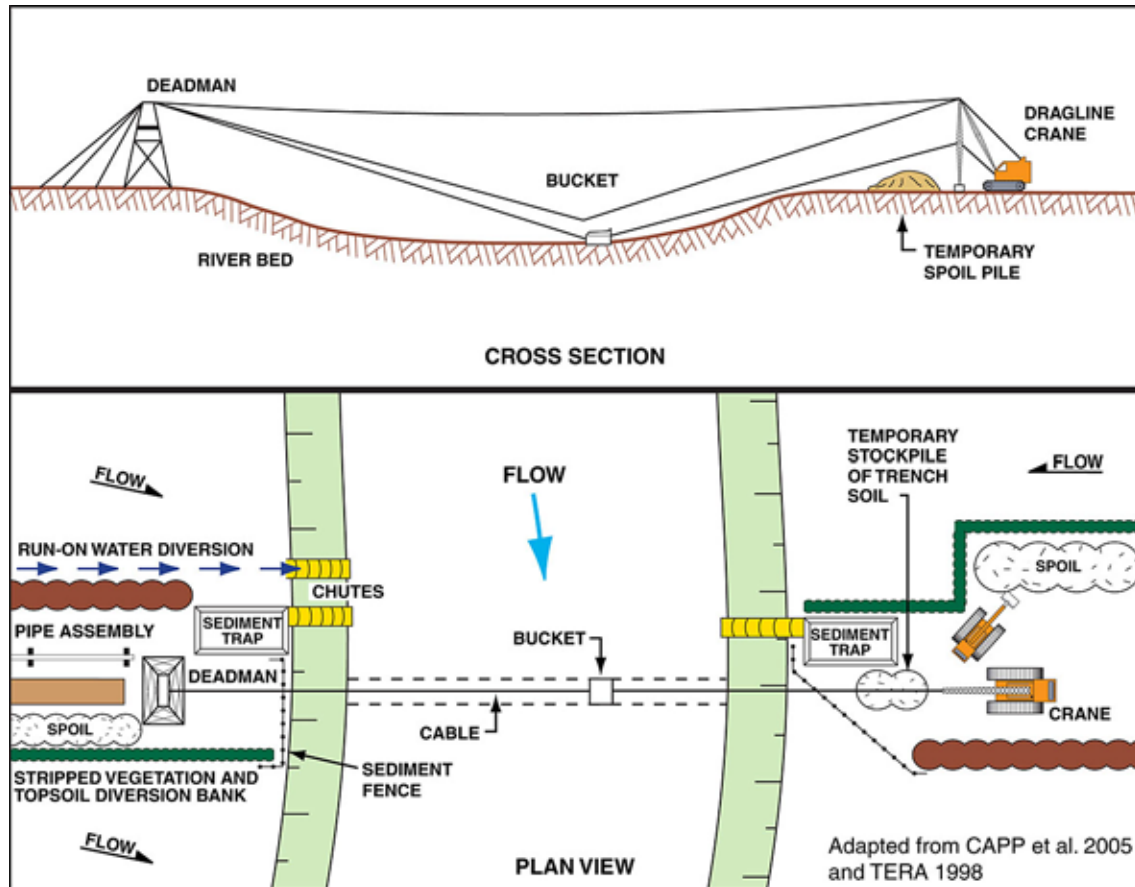 DEADMAN
DRAGLINE
CRANE
BUCKET
RIVER BED
TEMPORARY
SPOIL PILE
CROSS SECTION
FLOW
FLOW
TEMPORARY
STOCKPILE
OF TRENCH
SOIL
FLOW
RUN-ON WATER DIVERSION
CHUTES
SPOIL
PIPE ASSEMBLY
SEDIMENT
TRAP
BUCKET
SEDIMENT
TRAP
DEADMAN
CABLE
CRANE
SPOIL
STRIPPED VEGETATION AND
TOPSOIL DIVERSION BANK
SEDIMENT
FENCE
FLOW
PLAN VIEW
Adapted from CAPP et al. 2005
and TERA 1998